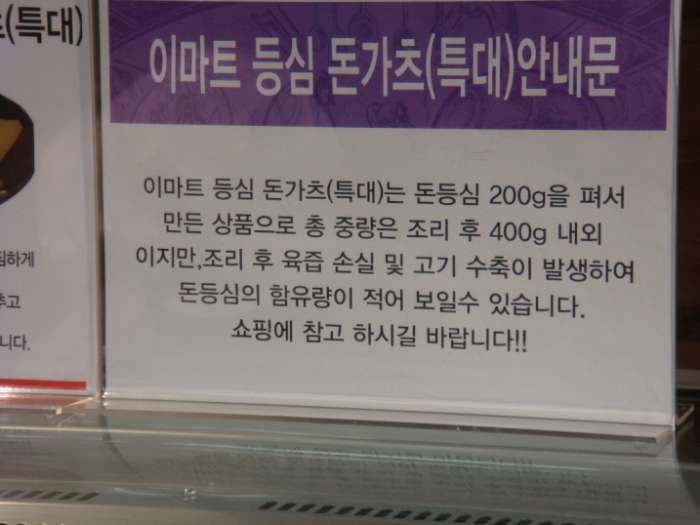 (특대)
이마트 등심 돈가츠(특대)안내문
이마트 등심 돈가츠(특대)는 돈등심 200g을 펴서
만든 상품으로 총 중량은 조리 후 400g 내외
이지만,조리 후 육즙 손실 및 고기 수축이 발생하여
돈등심의 함유량이 적어 보일수 있습니다.
쇼핑에 참고 하시길 바랍니다!!
니다.